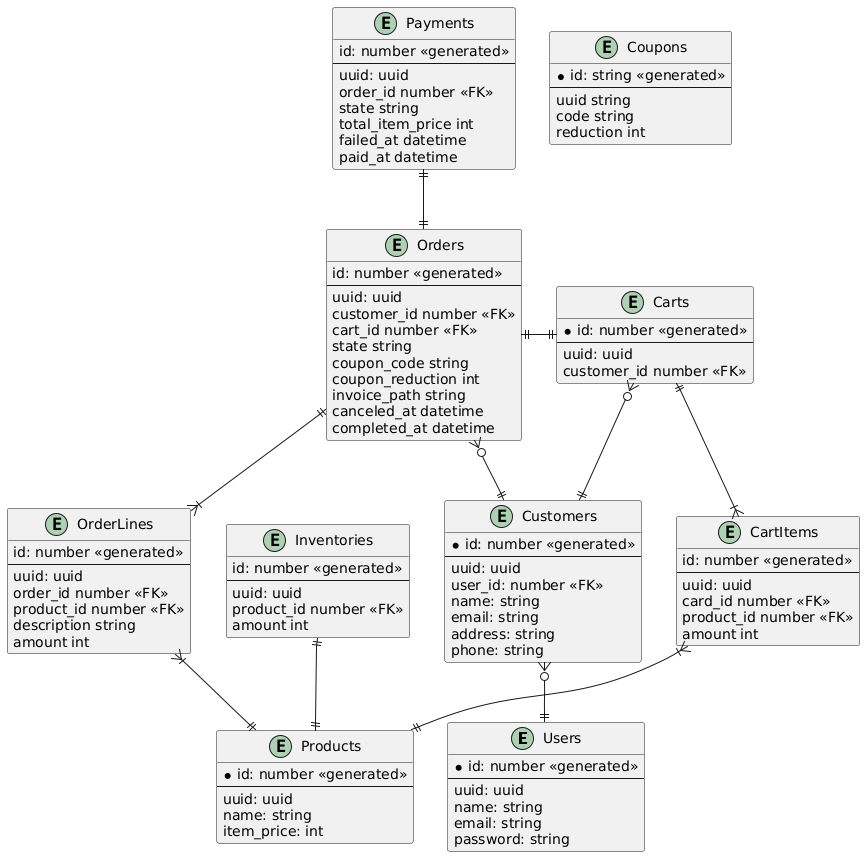 E Payments
id: number «generated»
uuid: uuid
order_id number «FK»
state string
total_item_price int
failed_at datetime
paid_at datetime
E Coupons
* id: string «generated»
uuid string
code string
reduction int
E Orders
id: number «generated»
uuid: uuid
customer_id number «FK»
cart_id number «FK»
state string
coupon_code string
coupon_reduction int
invoice_path string
canceled_at datetime
completed_at datetime
E Carts
* id: number «generated»
uuid: uuid
customer_id number «FK»
E OrderLines
id: number «generated»
uuid: uuid
order_id number «FK»
product_id number «FK»
description string
amount int
E Inventories
id: number «generated»
uuid: uuid
product_id number «FK»
amount int
E Customers
* id: number «generated»
uuid: uuid
user_id: number «FK»
name: string
email: string
address: string
phone: string
E CartItems
id: number «generated»
uuid: uuid
card_id number «FK»
product_id number «FK»
amount int
E Products
* id: number «generated»
uuid: uuid
name: string
item_price: int
E Users
* id: number «generated»
uuid: uuid
name: string
email: string
password: string